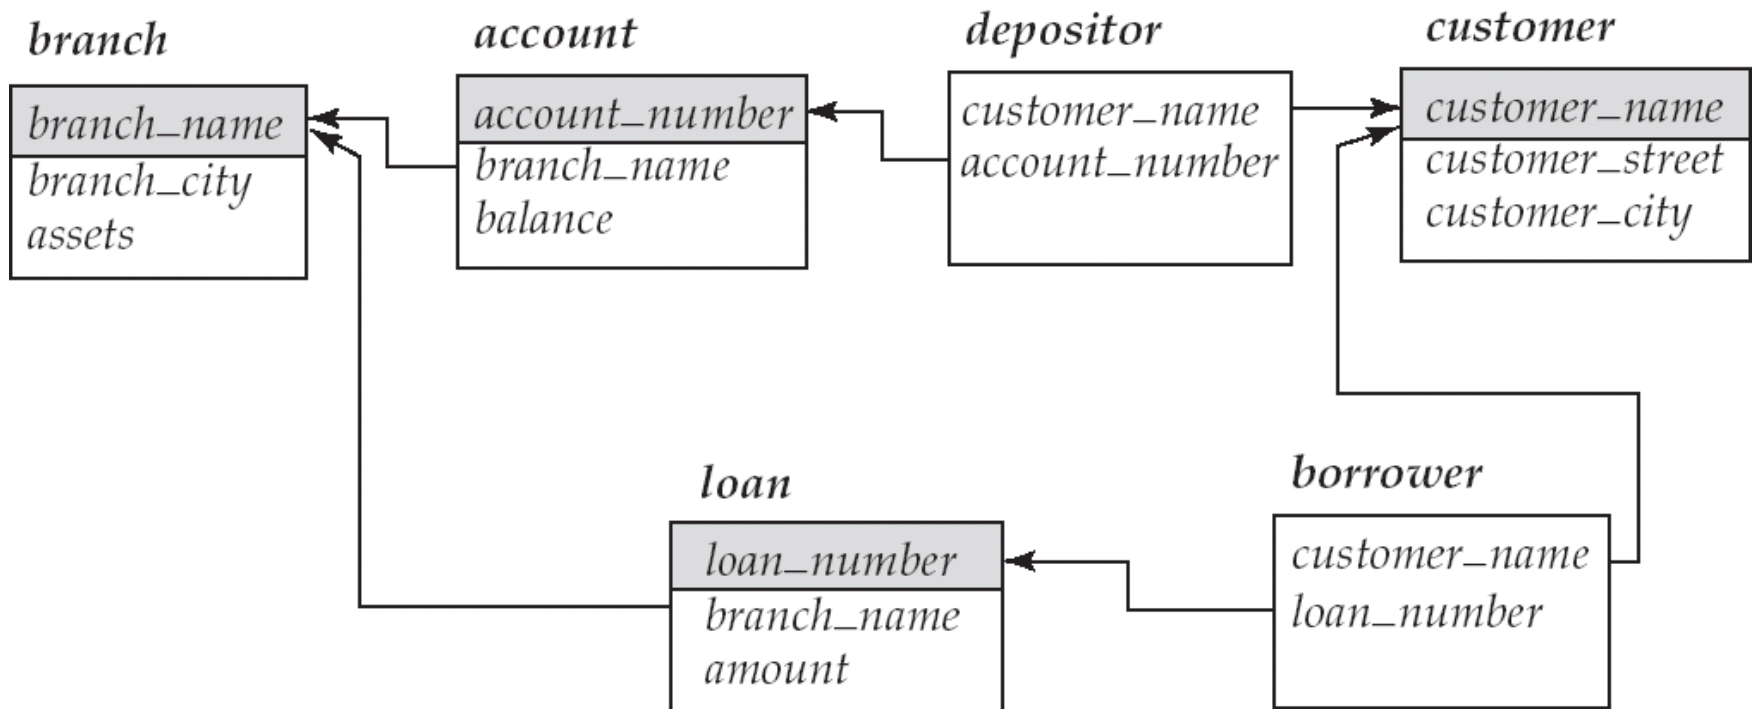 branch
branch_name
branch_city
assets
account
account_number
branch_name
balance
depositor
customer_name
account_number
customer
customer_name
customer_street
customer_city
loan
loan_number
branch_name
amount
borrower
customer_name
loan_number